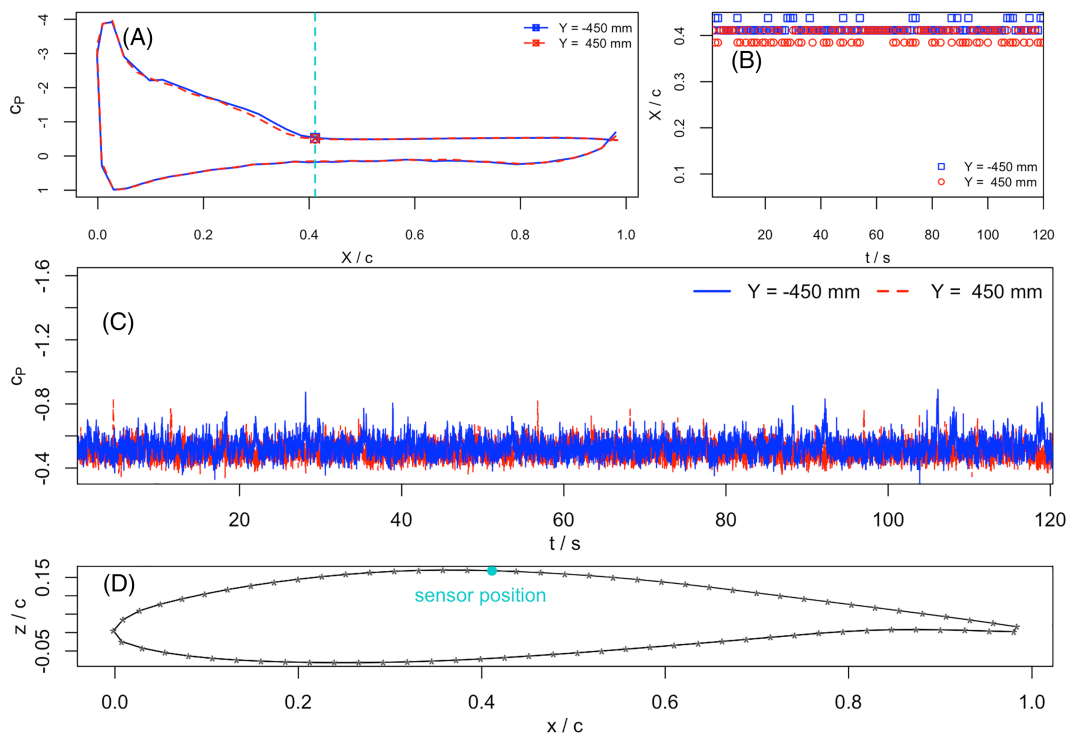 (A)
Y = -450 mm
Y =  450 mm
-4
-3
-2
-1
0
1
cP
0.0 0.2 0.4 0.6 0.8 1.0
X / c
(B)
0.4
0.3
0.2
0.1
X / c
Y = -450 mm
Y =  450 mm
20 40 60 80 100 120
t / s
(C)
Y = -450 mm Y =  450 mm
-1.6
-1.2
-0.8
-0.4
cP
20 40 60 80 100 120
t / s
(D)
0.15
-0.05
z / c
sensor position
0.0 0.2 0.4 0.6 0.8 1.0
x / c